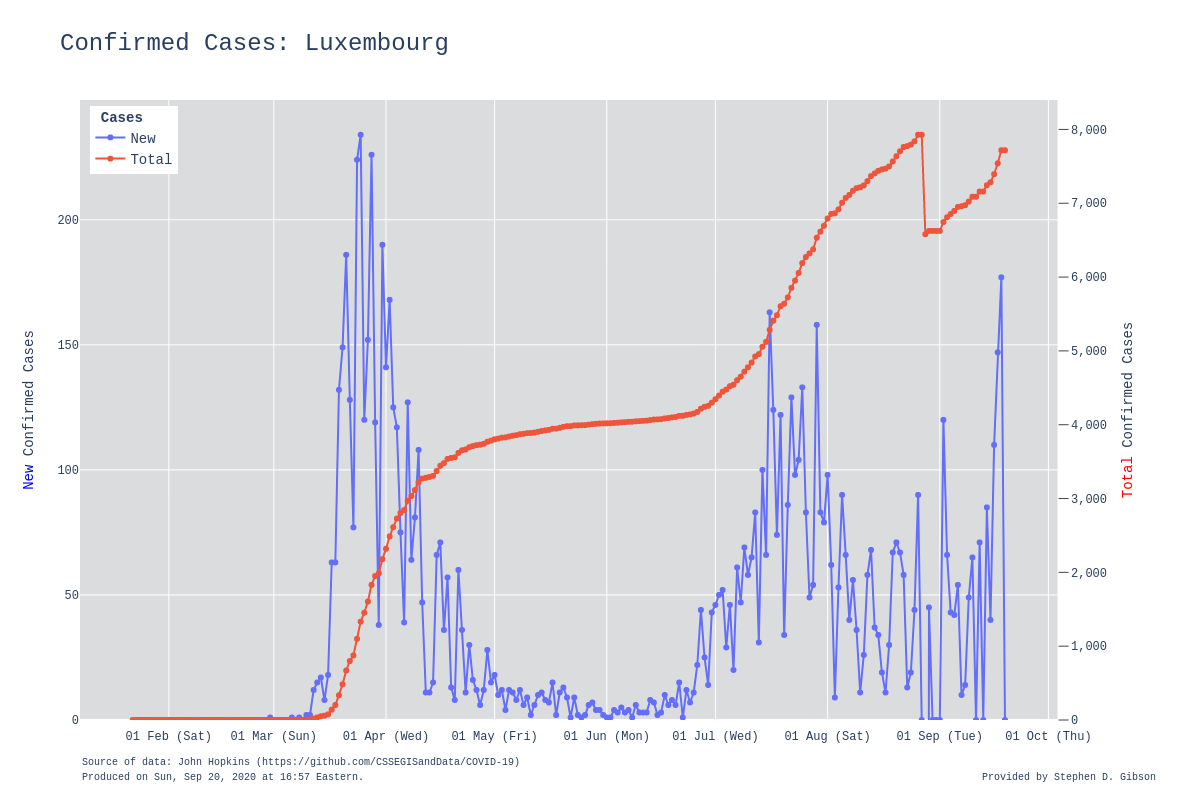 Confirmed Cases: Luxembourg
Cases
New
Total
200
150
100
50
0
New Confirmed Cases
8,000
7,000
6,000
5,000
4,000
3,000
2,000
1,000
0
Total Confirmed Cases
01 Feb (Sat) 01 Mar (Sun) 01 Apr (Wed) 01 May (Fri) 01 Jun (Mon) 01 Jul (Wed) 01 Aug (Sat) 01 Sep (Tue) 01 Oct (Thu)
Source of data: John Hopkins (https://github.com/CSSEGISandData/COVID-19)
Produced on Sun, Sep 20, 2020 at 16:57 Eastern.
Provided by Stephen D. Gibson